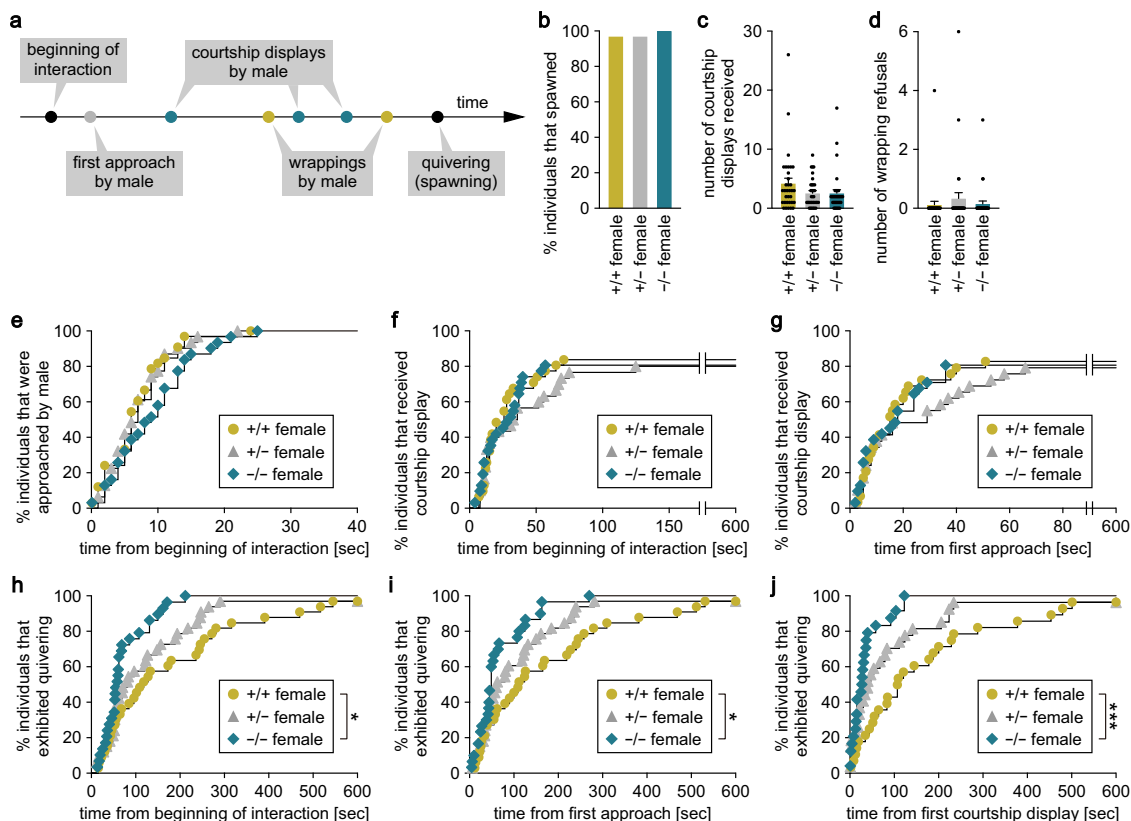 a
beginning of
interaction
courtship displays
by male
time
first approach
by male
wrappings
by male
quivering
(spawning)
b
% individuals that spawned
100
80
60
40
20
0
+/+ female
+/− female
−/− female
c
number of courtship
displays received
30
20
10
0
+/+ female
+/− female
−/− female
d
number of wrapping refusals
6
4
2
0
+/+ female
+/− female
−/− female
e
% individuals that were
approached by male
100
80
60
40
20
0
+/+ female
+/− female
−/− female
0 10 20 30 40
time from beginning of interaction [sec]
f
% individuals that received
courtship display
100
80
60
40
20
0
+/+ female
+/− female
−/− female
0 50 100 150 600
time from beginning of interaction [sec]
g
% individuals that received
courtship display
100
80
60
40
20
0
+/+ female
+/− female
−/− female
0 20 40 60 80 600
time from first approach [sec]
h
% individuals that
exhibited quivering
100
80
60
40
20
0
+/+ female
+/− female
−/− female
*
0 100 200 300 400 500 600
time from beginning of interaction [sec]
i
% individuals that
exhibited quivering
100
80
60
40
20
0
+/+ female
+/− female
−/− female
*
0 100 200 300 400 500 600
time from first approach [sec]
j
% individuals that
exhibited quivering
100
80
60
40
20
0
+/+ female
+/− female
−/− female
***
0 100 200 300 400 500 600
time from first courtship display [sec]